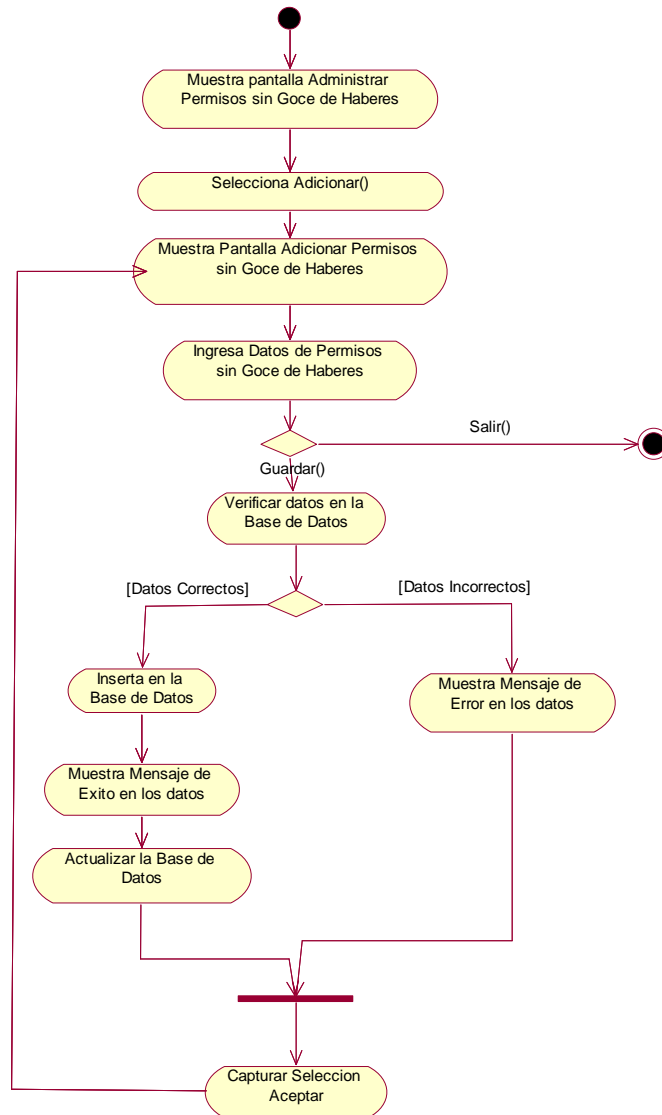 Muestra pantalla Administrar
Permisos sin Goce de Haberes
Selecciona Adicionar()
Muestra Pantalla Adicionar Permisos
sin Goce de Haberes
Ingresa Datos de Permisos
sin Goce de Haberes
Salir()
Guardar()
Verificar datos en la
Base de Datos
[Datos Correctos]
[Datos Incorrectos]
Inserta en la
Base de Datos
Muestra Mensaje de
Error en los datos
Muestra Mensaje de
Exito en los datos
Actualizar la Base de
Datos
Capturar Seleccion
Aceptar